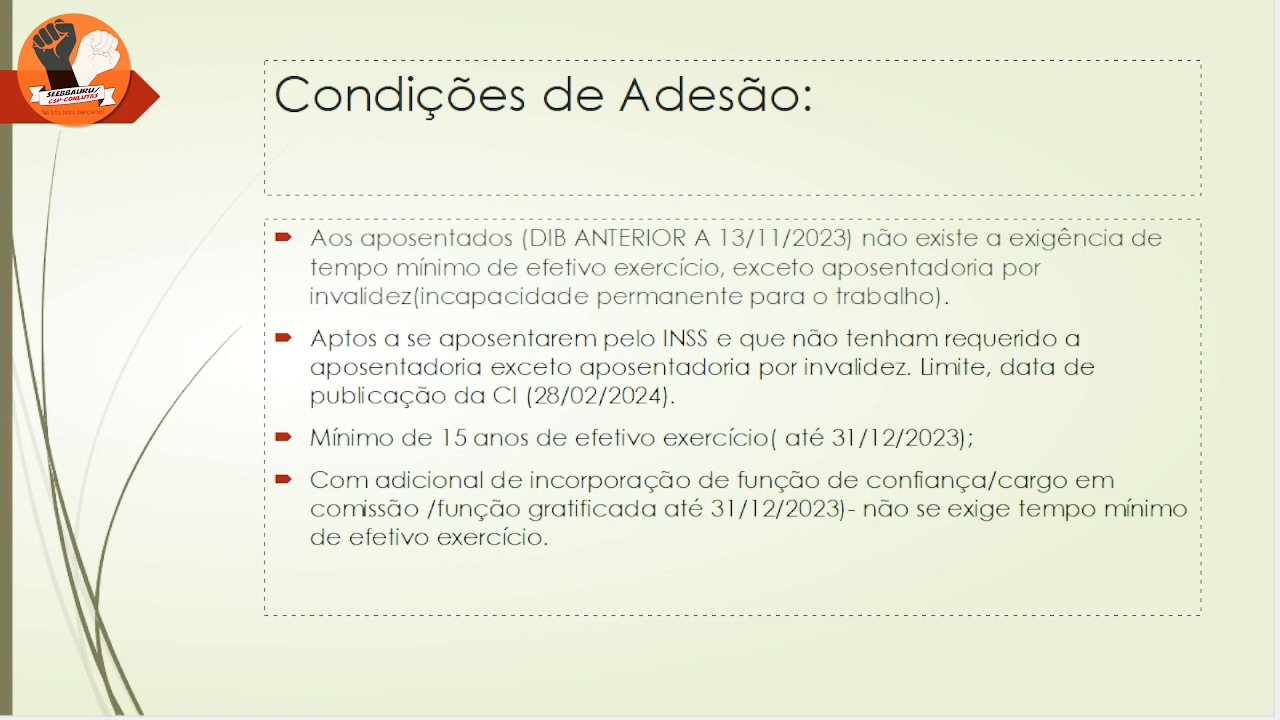 SEEBBAURU/
CSP-CONLUTAS
Na luta pelos bancários!
Condições de Adesão:
Aos aposentados (DIB ANTERIOR A 13/11/2023) não existe a exigência de
tempo mínimo de efetivo exercício, exceto aposentadoria por
invalidez(incapacidade permanente para o trabalho).
Aptos a se aposentarem pelo INSS e que não tenham requerido a
aposentadoria exceto aposentadoria por invalidez. Limite, data de
publicação da CI (28/02/2024).
Mínimo de 15 anos de efetivo exercício( até 31/12/2023);
Com adicional de incorporação de função de confiança/cargo em
comissão /função gratificada até 31/12/2023)- não se exige tempo mínimo
de efetivo exercício.